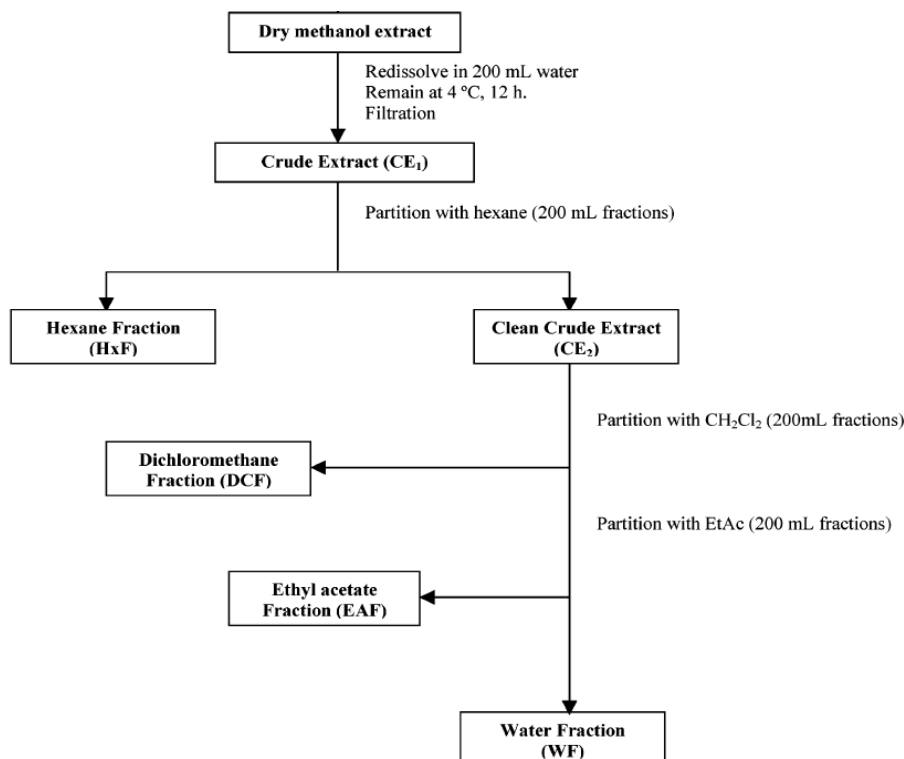 Dry methanol extract
Redissolve in 200 mL water
Remain at 4 ºC, 12 h.
Filtration
Crude Extract (CE₁)
Partition with hexane (200 mL fractions)
Hexane Fraction
(HxF)
Clean Crude Extract
(CE₂)
Partition with CH₂Cl₂ (200mL fractions)
Dichloromethane
Fraction (DCF)
Partition with EtAc (200 mL fractions)
Ethyl acetate
Fraction (EAF)
Water Fraction
(WF)